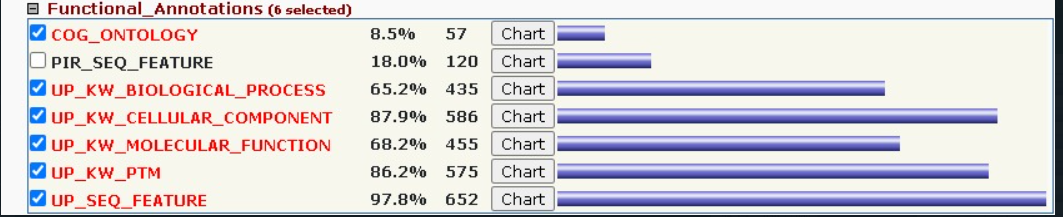 Functional_Annotations (6 selected)
COG_ONTOLOGY 8.5% 57 Chart
PIR_SEQ_FEATURE 18.0% 120 Chart
UP_KW_BIOLOGICAL_PROCESS 65.2% 435 Chart
UP_KW_CELLULAR_COMPONENT 87.9% 586 Chart
UP_KW_MOLECULAR_FUNCTION 68.2% 455 Chart
UP_KW_PTM 86.2% 575 Chart
UP_SEQ_FEATURE 97.8% 652 Chart